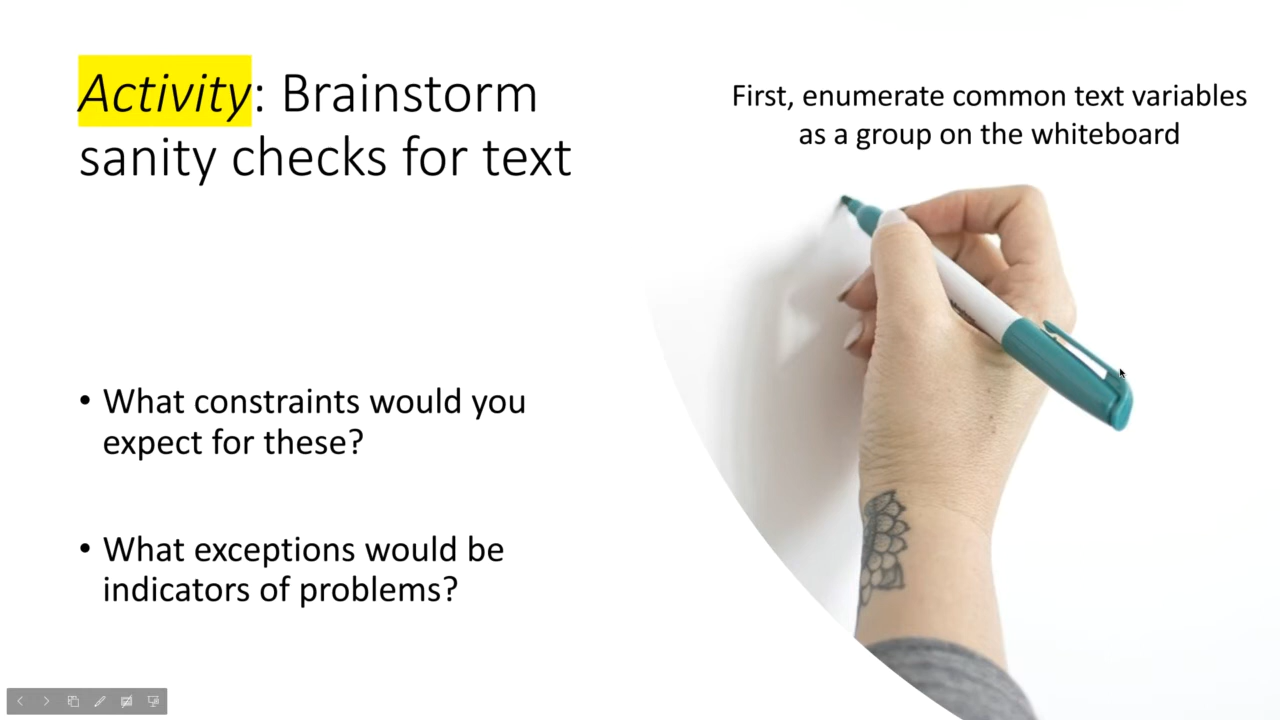 Activity: Brainstorm
sanity checks for text
First, enumerate common text variables
as a group on the whiteboard
• What constraints would you
expect for these?
• What exceptions would be
indicators of problems?